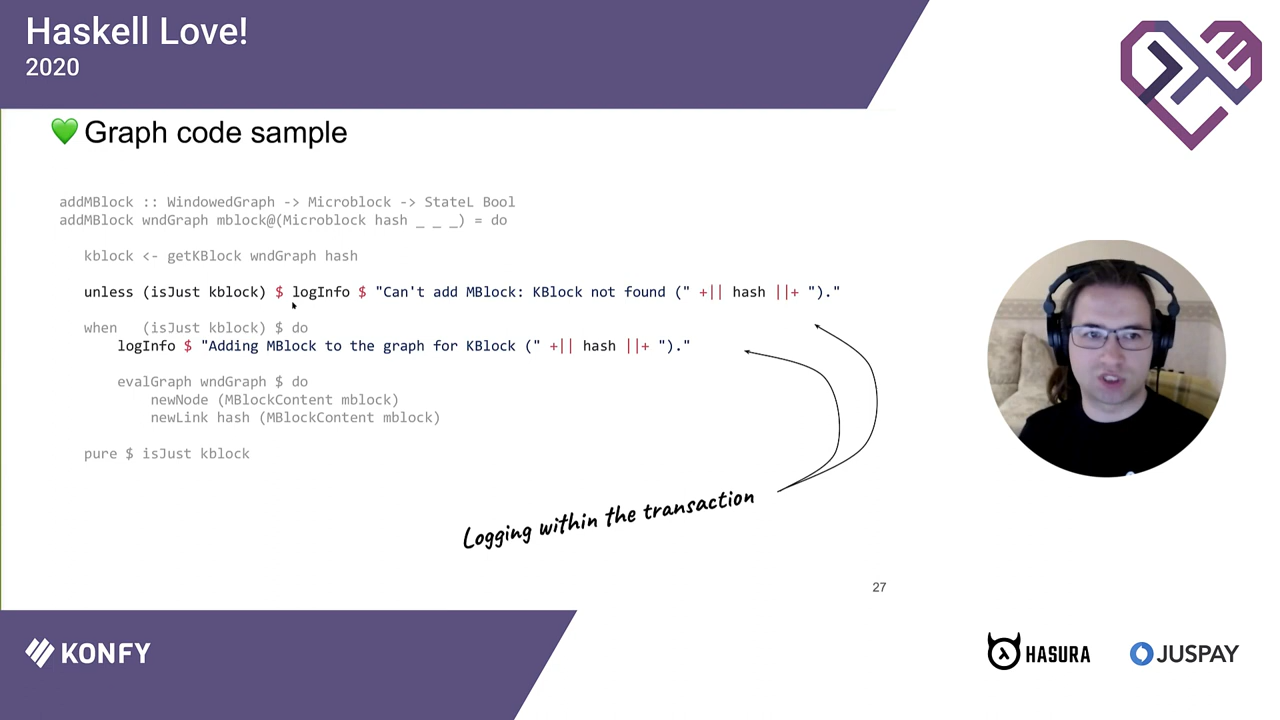 Haskell Love!
2020
💚 Graph code sample
addMBlock :: WindowedGraph -> Microblock -> StateL Bool
addMBlock wndGraph mblock@(Microblock hash _ _ _) = do
kblock <- getKBlock wndGraph hash
unless (isJust kblock) $ logInfo $ "Can't add MBlock: KBlock not found (" +|| hash ||+ ")."
when   (isJust kblock) $ do
logInfo $ "Adding MBlock to the graph for KBlock (" +|| hash ||+ ")."
evalGraph wndGraph $ do
newNode (MBlockContent mblock)
newLink hash (MBlockContent mblock)
pure $ isJust kblock
Logging within the transaction
27
KONFY
HASURA
JUSPAY